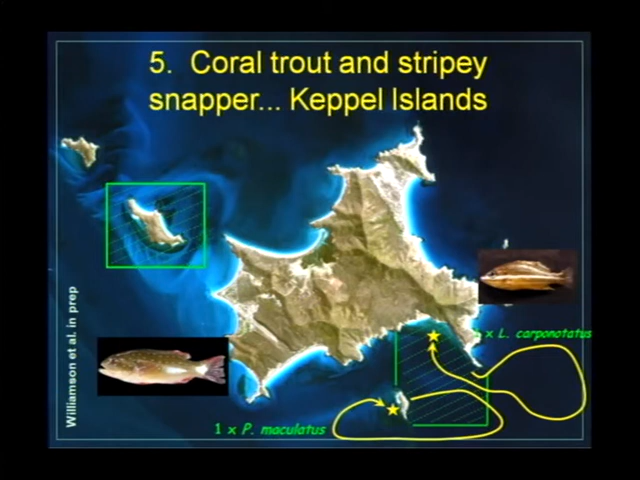 5. Coral trout and stripey
snapper... Keppel Islands
Williamson et al. in prep
x L. carponotatus
1 x P. maculatus